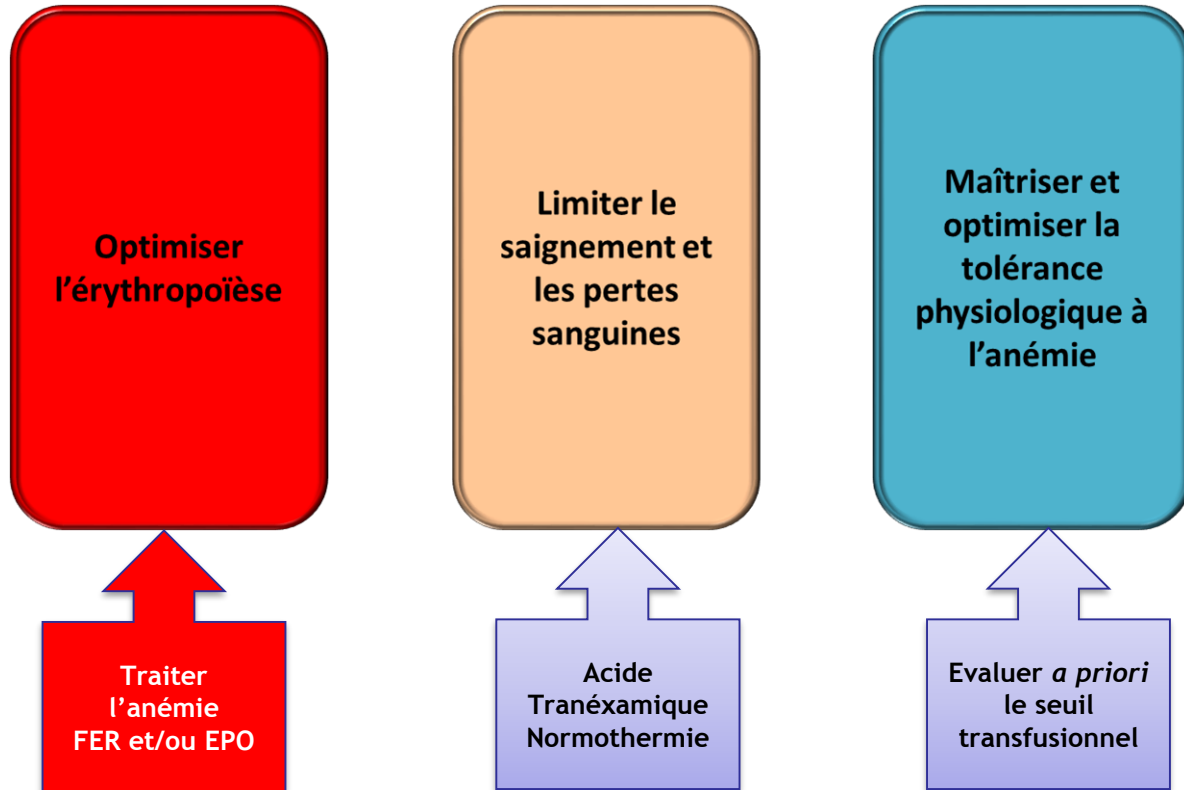 Optimiser
l’érythropoïèse
Limiter le
saignement et
les pertes
sanguines
Maîtriser et
optimiser la
tolérance
physiologique à
l’anémie
Traiter
l’anémie
FER et/ou EPO
Acide
Tranéxamique
Normothermie
Evaluer a priori
le seuil
transfusionnel